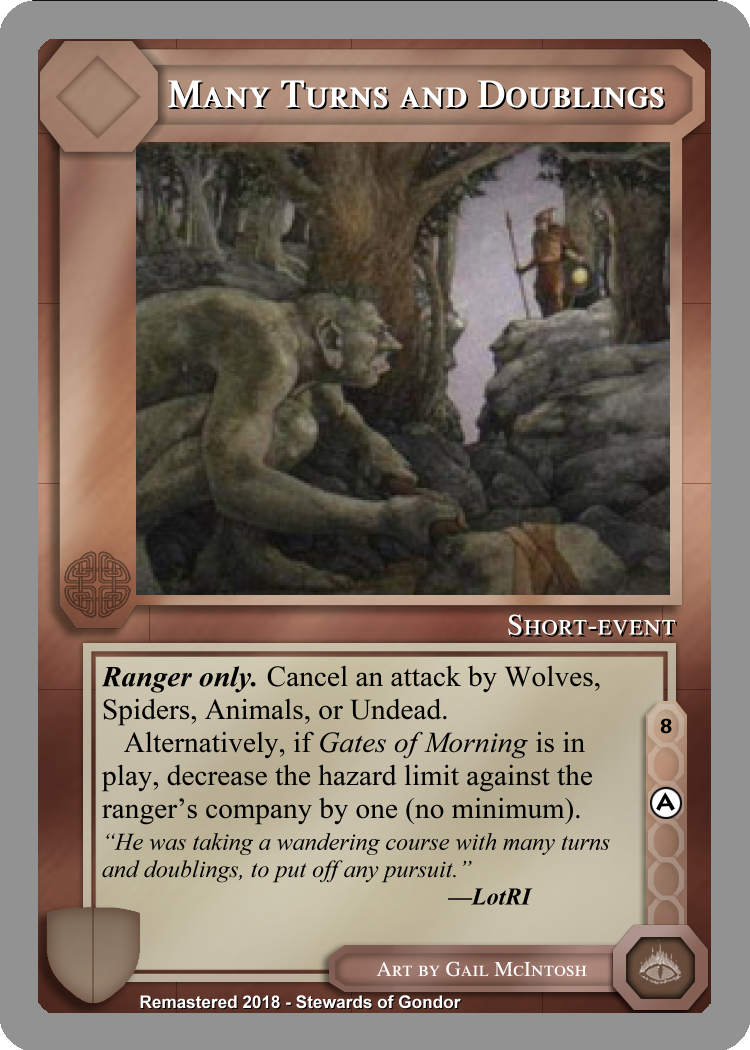 Many Turns and Doublings
Short-event
Ranger only. Cancel an attack by Wolves,
Spiders, Animals, or Undead.
Alternatively, if Gates of Morning is in
play, decrease the hazard limit against the
ranger's company by one (no minimum).
“He was taking a wandering course with many turns
and doublings, to put off any pursuit.”
—LotRI
8
A
Art by Gail McIntosh
Remastered 2018 - Stewards of Gondor